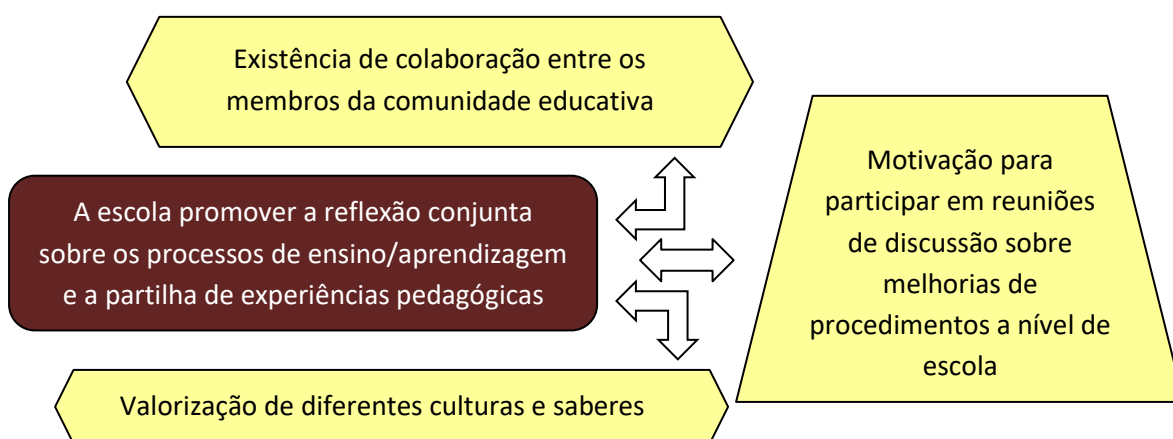 Existência de colaboração entre os
membros da comunidade educativa
A escola promover a reflexão conjunta
sobre os processos de ensino/aprendizagem
e a partilha de experiências pedagógicas
Motivação para
participar em reuniões
de discussão sobre
melhorias de
procedimentos a nível de
escola
Valorização de diferentes culturas e saberes